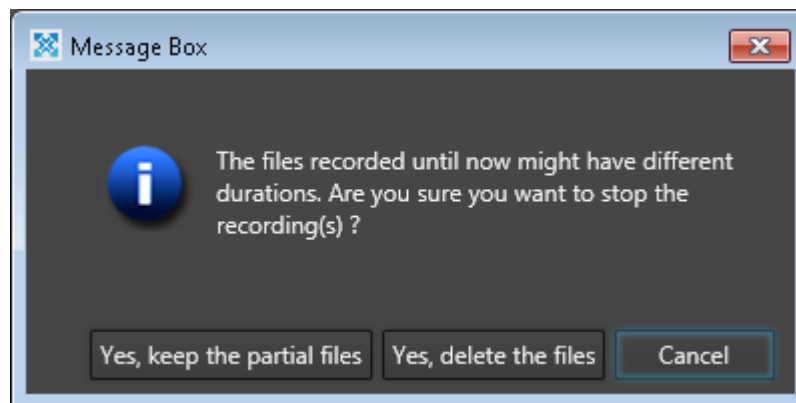 Message Box
The files recorded until now might have different
durations. Are you sure you want to stop the
recording(s) ?
Yes, keep the partial files Yes, delete the files Cancel